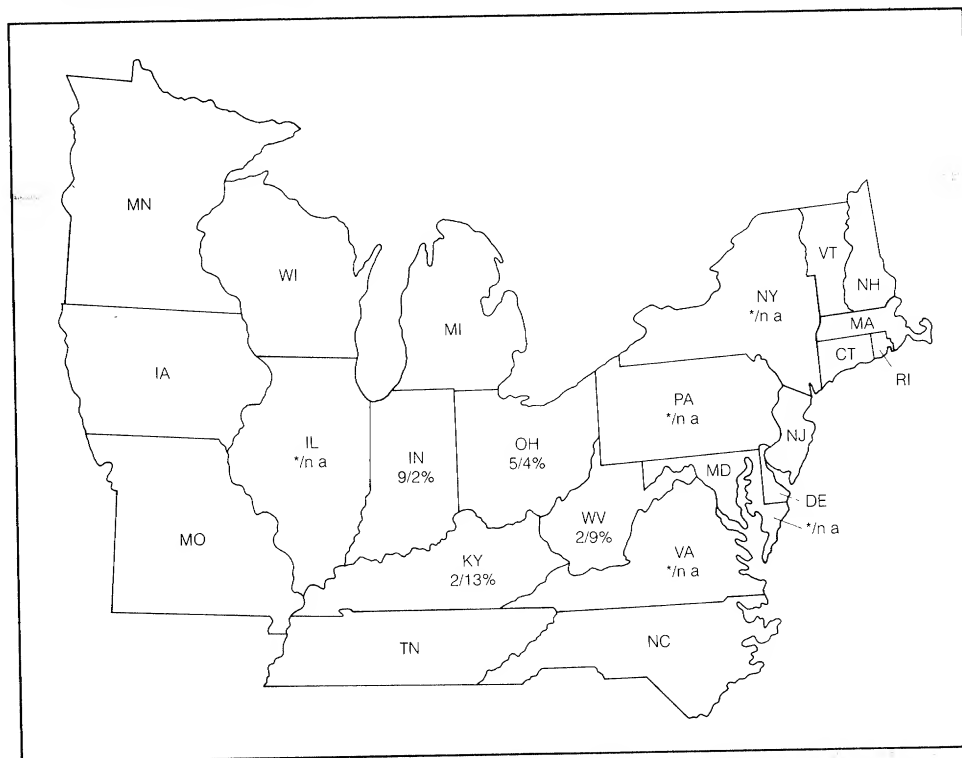 MN
WI
MI
IA
IL
*/n a
IN
9/2%
OH
5/4%
MO
KY
2/13%
WV
2/9%
VA
*/n a
TN
NC
NY
*/n a
PA
*/n a
VT
NH
MA
CT
RI
NJ
MD
DE
*/n a